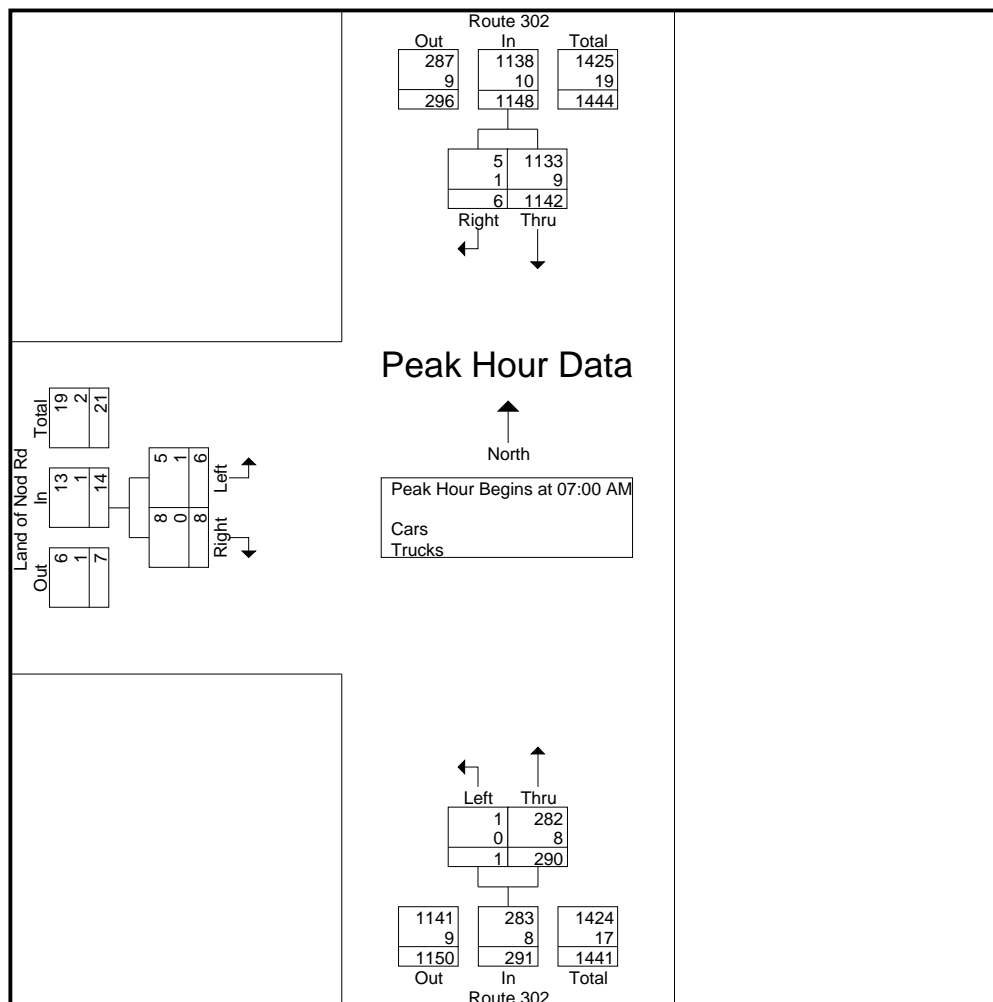 Route 302
Out In Total
287 1138 1425
9 10 19
296 1148 1444
5 1133
1 9
6 1142
Right Thru
Peak Hour Data
North
Peak Hour Begins at 07:00 AM
Cars
Trucks
Land of Nod Rd
Out In Total
6 13 19
1 1 2
7 14 21
8 5
0 1
8 6
Right Left
Left Thru
1 282
0 8
1 290
1141 283 1424
9 8 17
1150 291 1441
Out In Total
Route 302